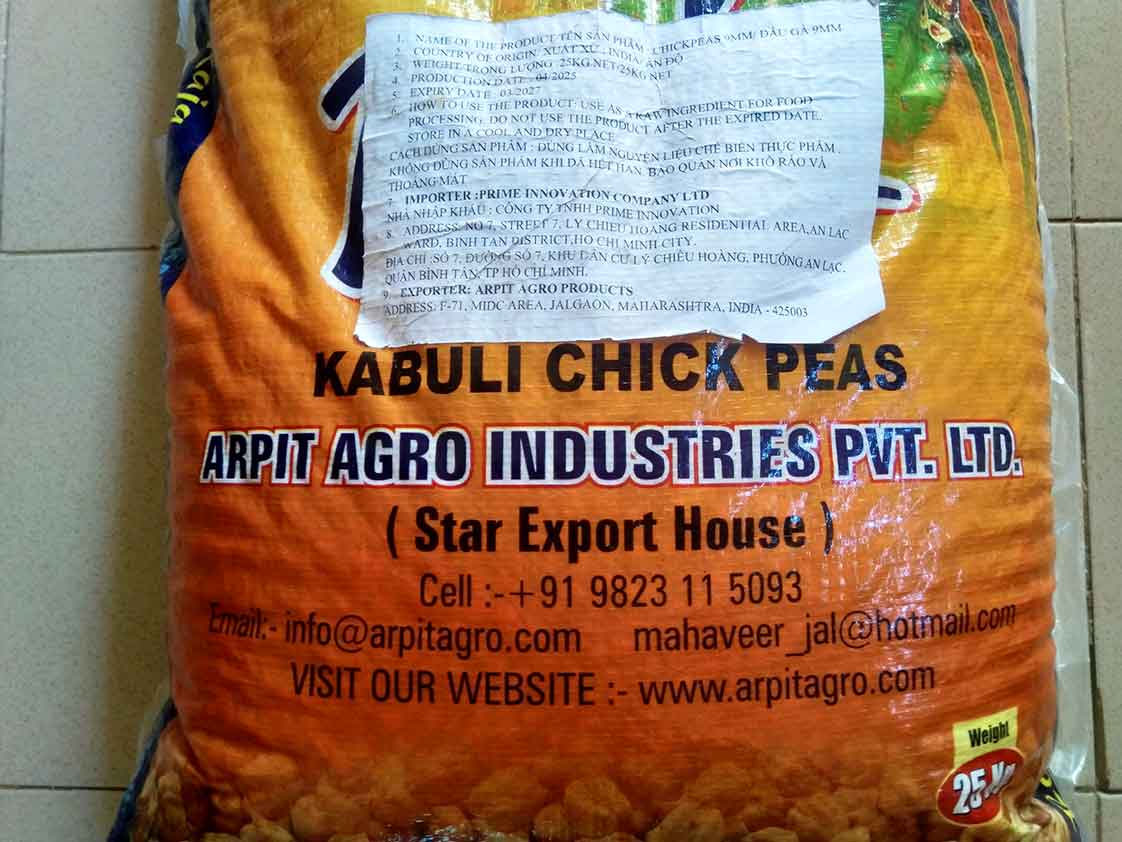 1. NAME OF THE PRODUCT TÊN SẢN PHẨM : CHICKPEAS 9MM/ ĐẬU GÀ 9MM
2. COUNTRY OF ORIGIN/ XUẤT XỨ : INDIA/ ẤN ĐỘ
3. WEIGHT/TRỌNG LƯỢNG :25KG NET/25KG NET
4. PRODUCTION DATE : 04/2025
5. EXPIRY DATE : 03/2027
6. HOW TO USE THE PRODUCT: USE AS A RAW INGREDIENT FOR FOOD
PROCESSING. DO NOT USE THE PRODUCT AFTER THE EXPIRED DATE.
STORE IN A COOL AND DRY PLACE
CÁCH DÙNG SẢN PHẨM : DÙNG LÀM NGUYÊN LIỆU CHẾ BIẾN THỰC PHẨM .
KHÔNG DÙNG SẢN PHẨM KHI ĐÃ HẾT HẠN. BẢO QUẢN NƠI KHÔ RÁO VÀ
THOÁNG MÁT
7. IMPORTER :PRIME INNOVATION COMPANY LTD
NHÀ NHẬP KHẨU : CÔNG TY TNHH PRIME INNOVATION
8. ADDRESS: NO 7, STREET 7, LY CHIEU HOANG RESIDENTIAL AREA,AN LAC
WARD, BINH TAN DISTRICT,HO CHI MINH CITY.
ĐỊA CHỈ :SỐ 7, ĐƯỜNG SỐ 7, KHU DÂN CƯ LÝ CHIÊU HOÀNG, PHƯỜNG AN LẠC,
QUẬN BÌNH TÂN, TP HỒ CHÍ MINH.
9. EXPORTER: ARPIT AGRO PRODUCTS
ADDRESS: F-71, MIDC AREA, JALGAON, MAHARASHTRA, INDIA - 425003
KABULI CHICK PEAS
ARPIT AGRO INDUSTRIES PVT. LTD.
( Star Export House )
Cell :-+91 9823 11 5093
Email:- info@arpitagro.com mahaveer_jal@hotmail.com
VISIT OUR WEBSITE :- www.arpitagro.com
Weight
25 Kg